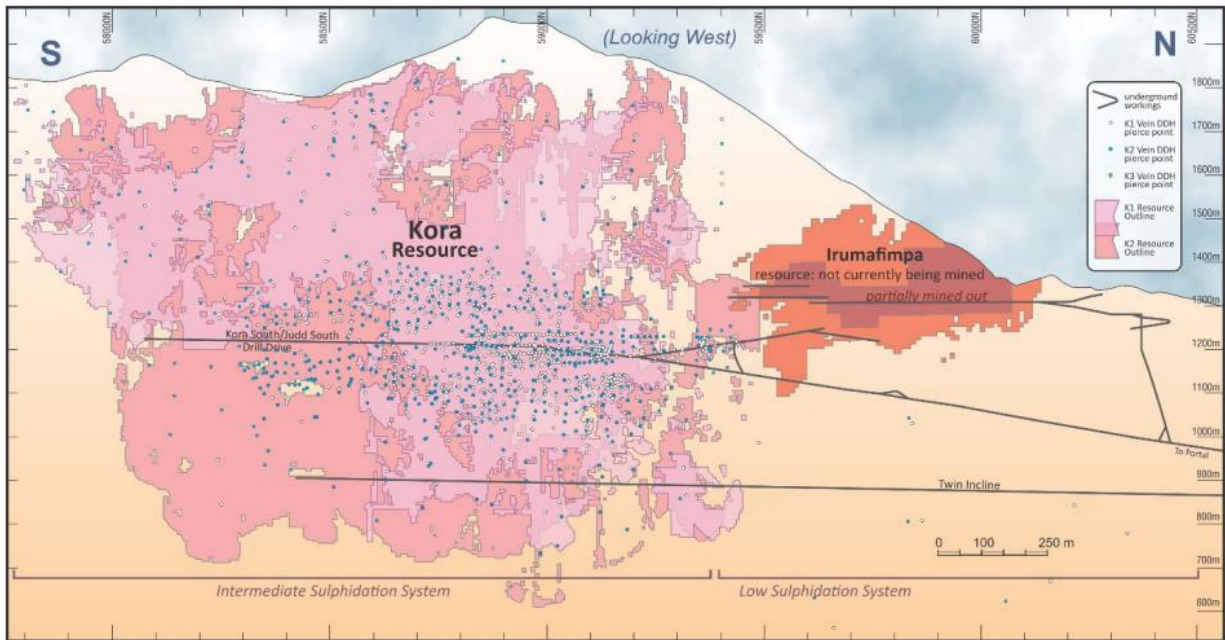 58000N
58500N
59000N
59500N
60000N
60500N
S
(Looking West)
N
underground
workings
K1 Vein DDH
pierce point
K2 Vein DDH
pierce point
K3 Vein DDH
pierce point
K1 Resource
Outline
K2 Resource
Outline
1800m
1700m
1600m
1500m
1400m
1300m
1200m
1100m
1000m
900m
800m
700m
600m
Kora
Resource
Irumafimpa
resource: not currently being mined
partially mined out
Kora South/Judd South
Drill Drive
To Portal
Twin Incline
0 100 250 m
Intermediate Sulphidation System
Low Sulphidation System